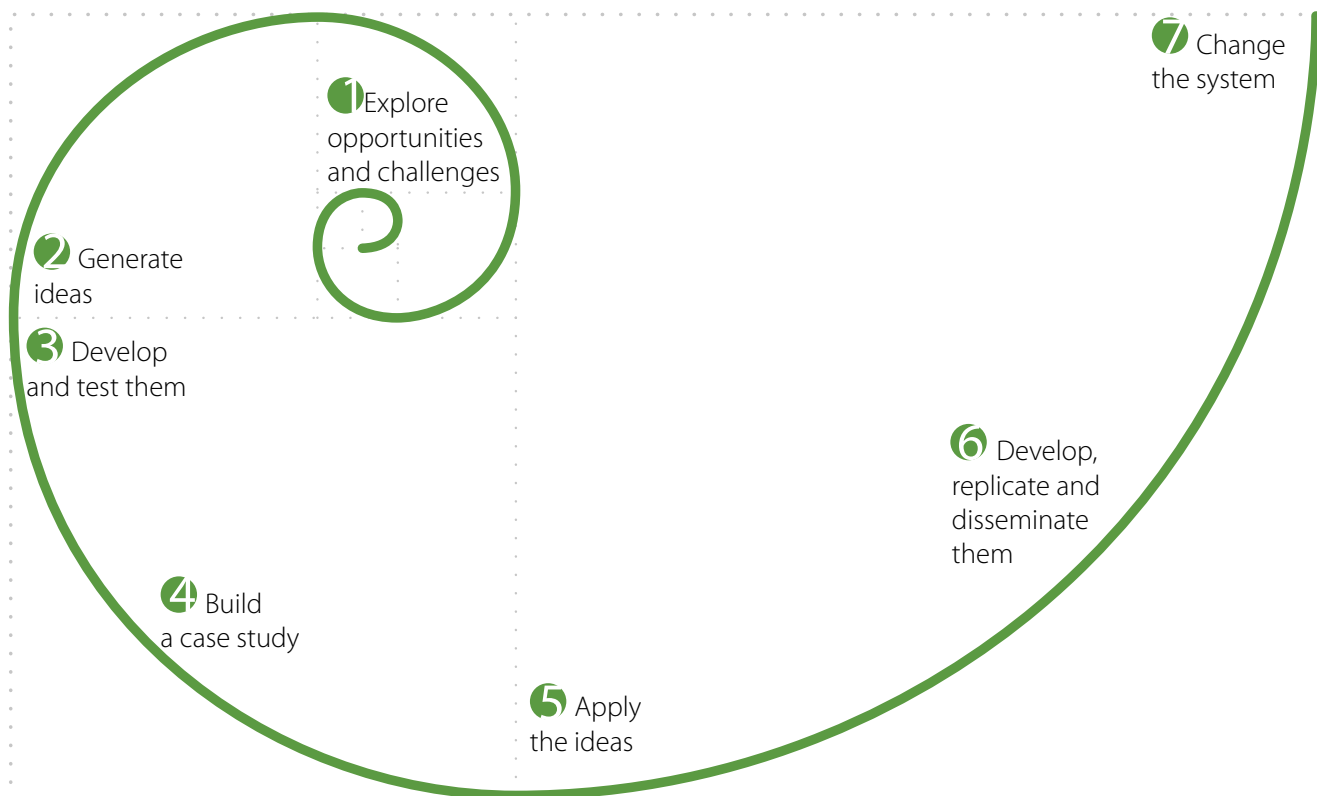 1 Explore
opportunities
and challenges
2 Generate
ideas
3 Develop
and test them
4 Build
a case study
5 Apply
the ideas
6 Develop,
replicate and
disseminate
them
7 Change
the system